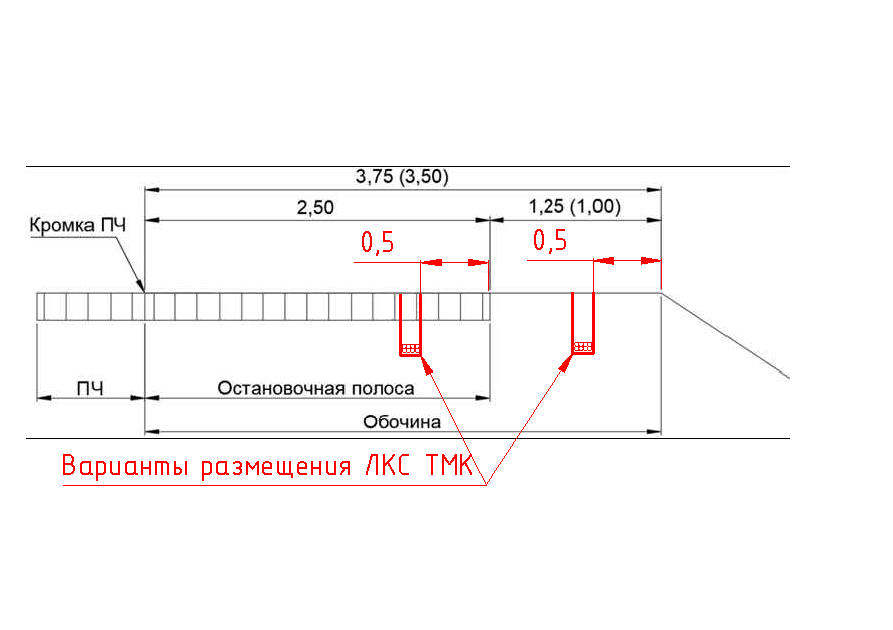 3,75 (3,50)
2,50
1,25 (1,00)
Кромка ПЧ
0,5
0,5
ПЧ
Остановочная полоса
Обочина
Варианты размещения ЛКС ТМК